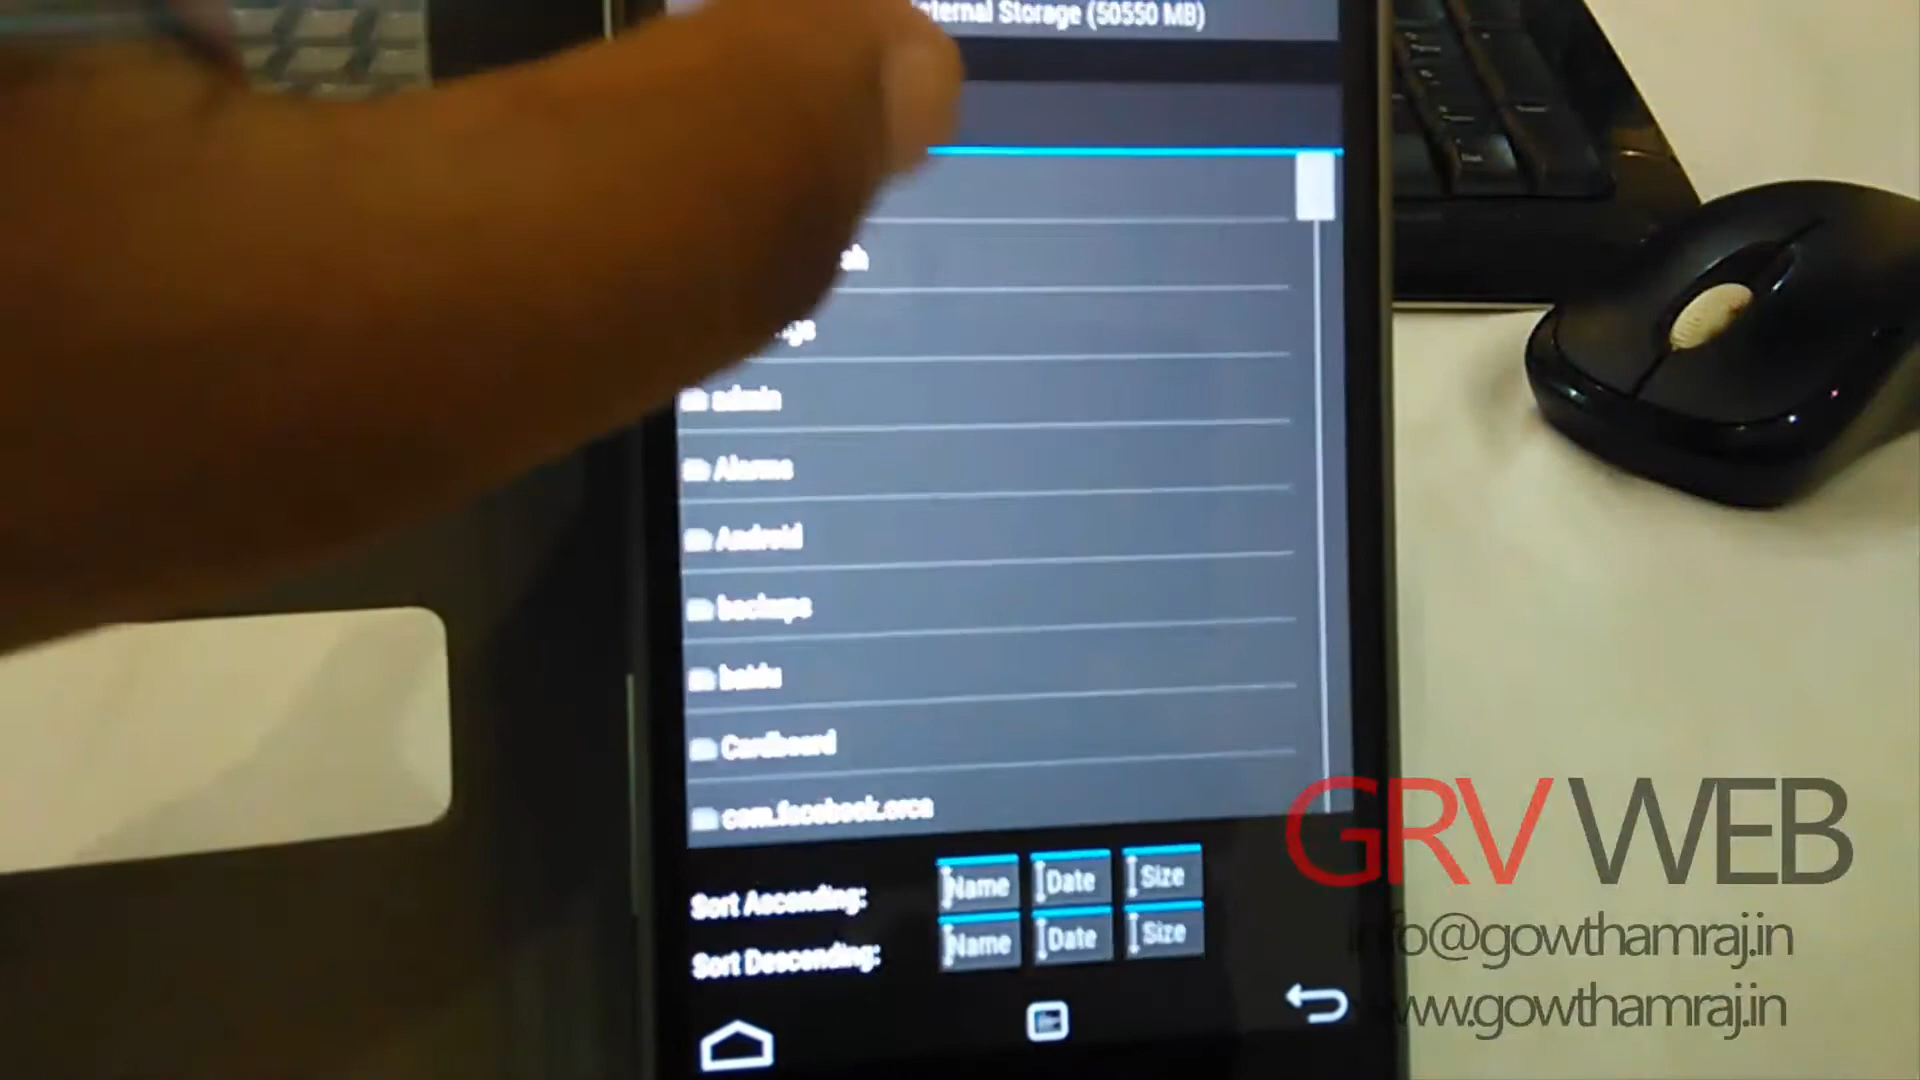 Storage (50550 MB)
admin
Alarms
Android
backups
baidu
Cardboard
com.facebook.orca
Sort Ascending: Name Date Size
Sort Descending: Name Date Size
GRV WEB
info@gowthamraj.in
www.gowthamraj.in